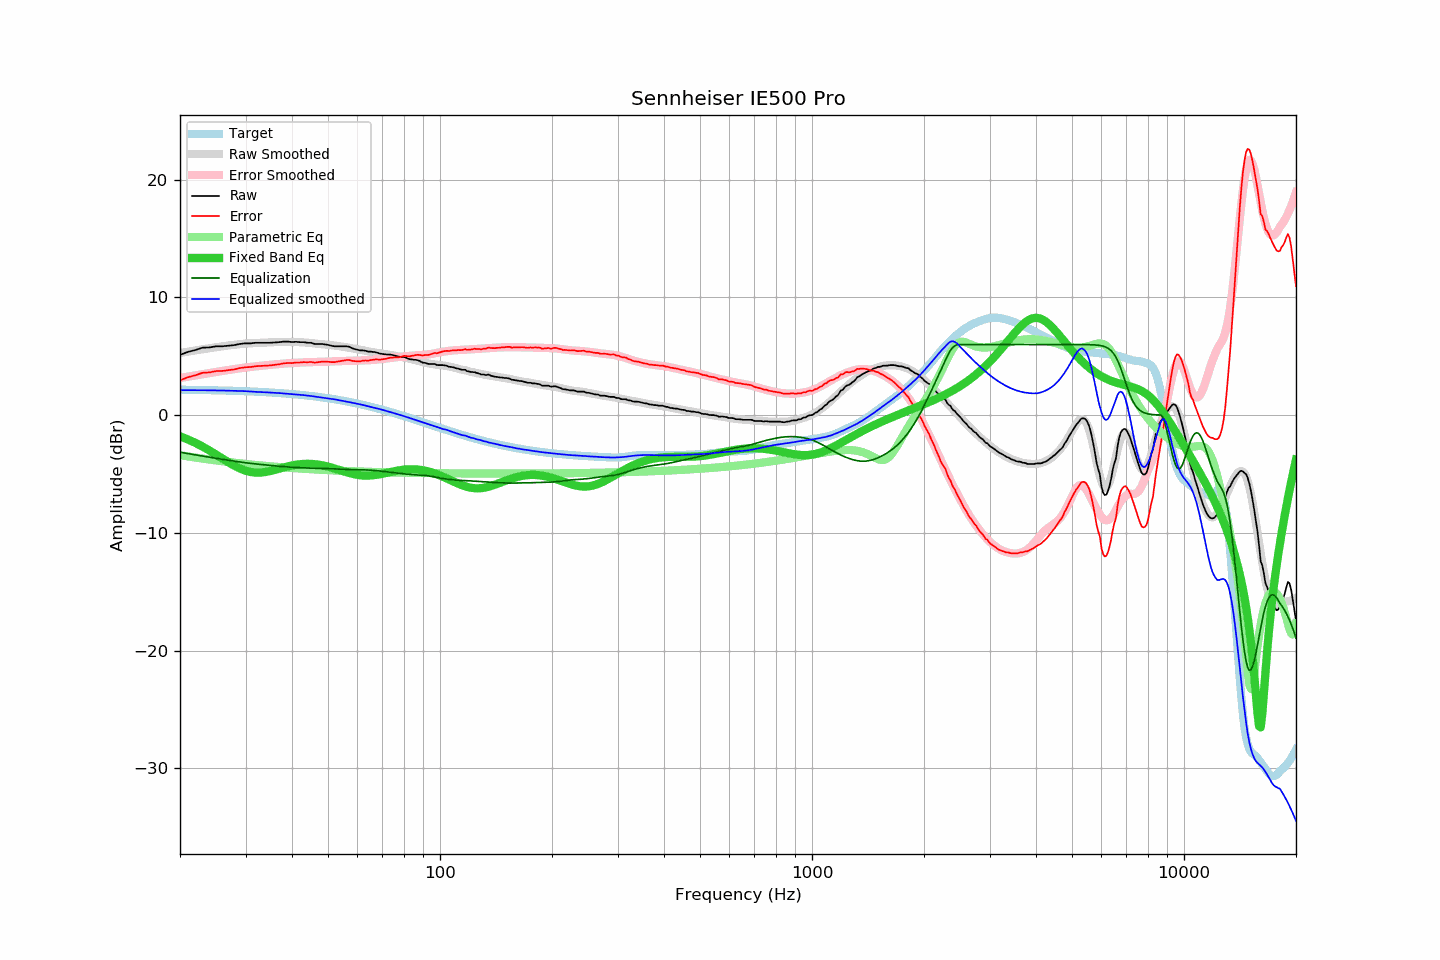 Sennheiser IE500 Pro
Target
Raw Smoothed
Error Smoothed
Raw
Error
Parametric Eq
Fixed Band Eq
Equalization
Equalized smoothed
20
10
0
−10
−20
−30
Amplitude (dBr)
100
1000
10000
Frequency (Hz)